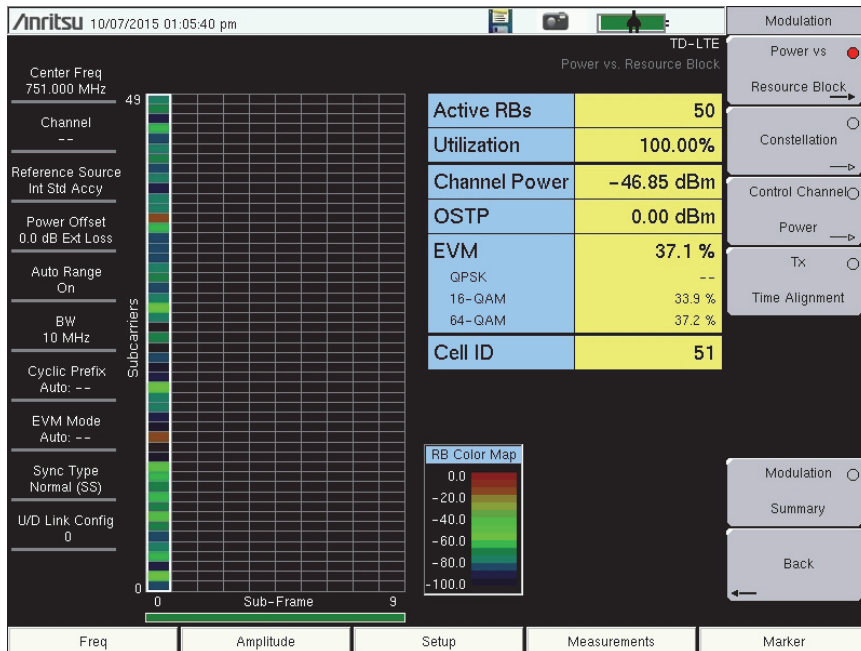 Anritsu 10/07/2015 01:05:40 pm
TD-LTE
Power vs. Resource Block
Center Freq
751.000 MHz
Channel
--
Reference Source
Int Std Accy
Power Offset
0.0 dB Ext Loss
Auto Range
On
BW
10 MHz
Cyclic Prefix
Auto: --
EVM Mode
Auto: --
Sync Type
Normal (SS)
U/D Link Config
0
49
Subcarriers
0
0 Sub-Frame 9
Active RBs 50
Utilization 100.00%
Channel Power -46.85 dBm
OSTP 0.00 dBm
EVM 37.1 %
QPSK --
16-QAM 33.9 %
64-QAM 37.2 %
Cell ID 51
RB Color Map
0.0
-20.0
-40.0
-60.0
-80.0
-100.0
Modulation
Power vs
Resource Block
Constellation
Control Channel
Power
Tx
Time Alignment
Modulation
Summary
Back
Freq Amplitude Setup Measurements Marker